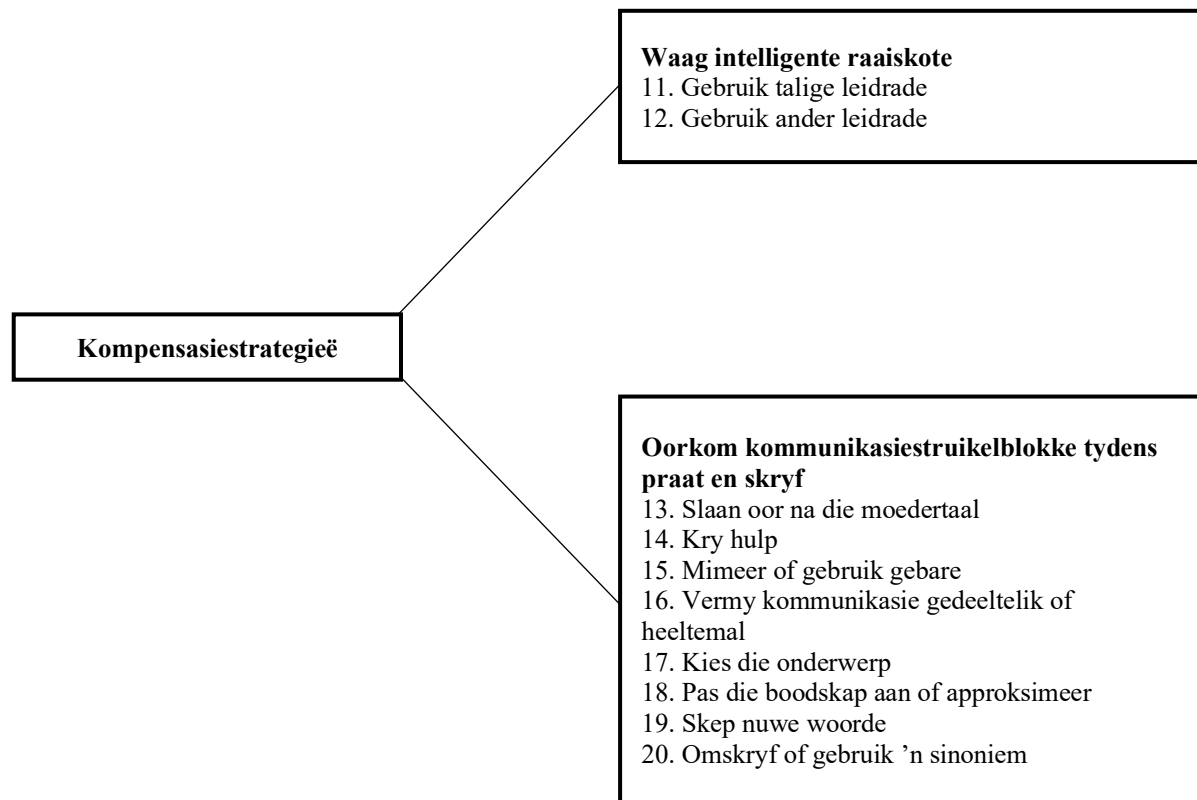 Waag intelligente raaiskote
11. Gebruik talige leidrade
12. Gebruik ander leidrade
Kompensasiestrategieë
Oorkom kommunikasiestruikelblokke tydens
praat en skryf
13. Slaan oor na die moedertaal
14. Kry hulp
15. Mimeer of gebruik gebare
16. Vermy kommunikasie gedeeltelik of
heeltemal
17. Kies die onderwerp
18. Pas die boodskap aan of approksimeer
19. Skep nuwe woorde
20. Omskryf of gebruik ’n sinoniem